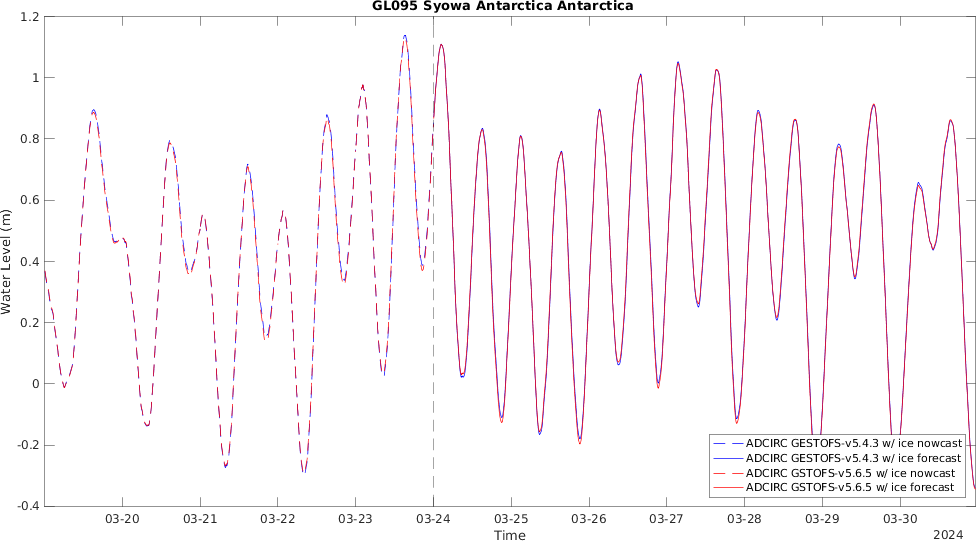 GL095 Syowa Antarctica Antarctica
Water Level (m)
1.2
1
0.8
0.6
0.4
0.2
0
-0.2
-0.4
ADCIRC GESTOFS-v5.4.3 w/ ice nowcast
ADCIRC GESTOFS-v5.4.3 w/ ice forecast
ADCIRC GSTOFS-v5.6.5 w/ ice nowcast
ADCIRC GSTOFS-v5.6.5 w/ ice forecast
03-20 03-21 03-22 03-23 03-24 03-25 03-26 03-27 03-28 03-29 03-30
Time
2024